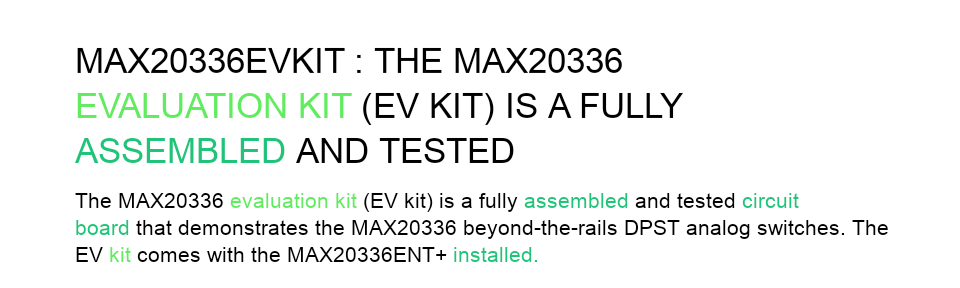 MAX20336EVKIT : THE MAX20336
EVALUATION KIT (EV KIT) IS A FULLY
ASSEMBLED AND TESTED
The MAX20336 evaluation kit (EV kit) is a fully assembled and tested circuit
board that demonstrates the MAX20336 beyond-the-rails DPST analog switches. The
EV kit comes with the MAX20336ENT+ installed.